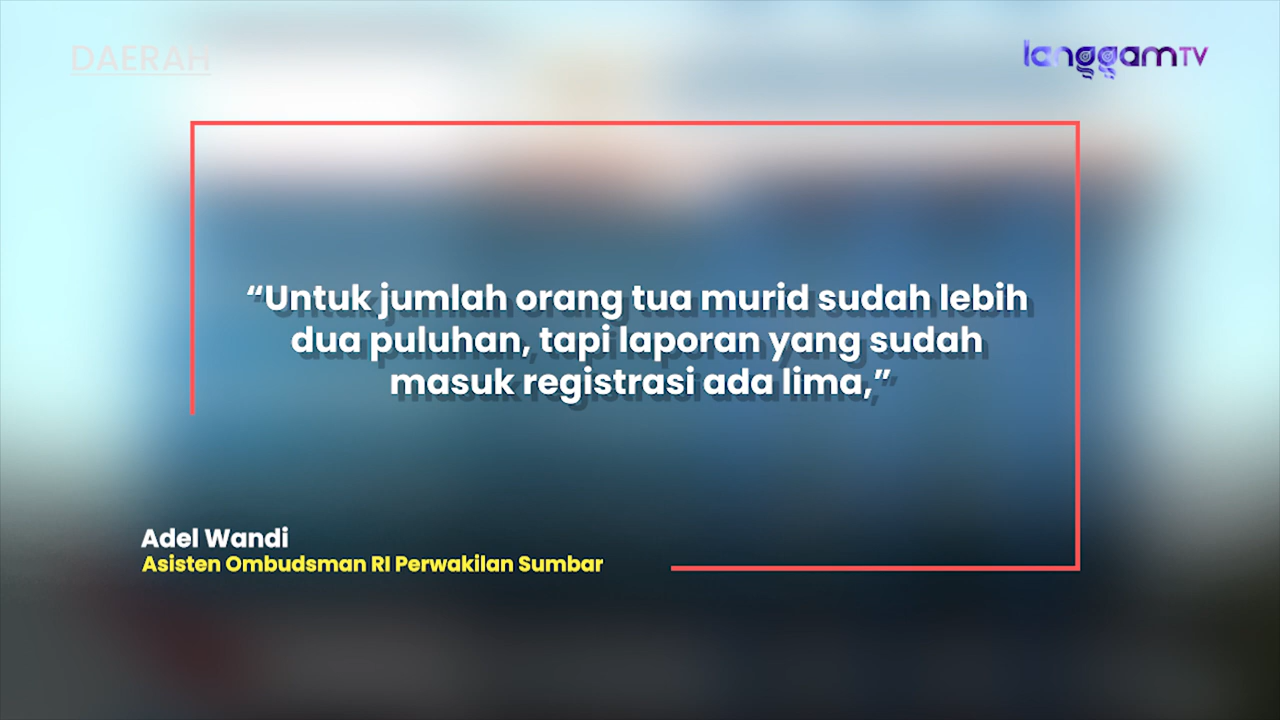 DAERAH
langgam TV
“Untuk jumlah orang tua murid sudah lebih
dua puluhan, tapi laporan yang sudah
masuk registrasi ada lima,”
Adel Wandi
Asisten Ombudsman RI Perwakilan Sumbar